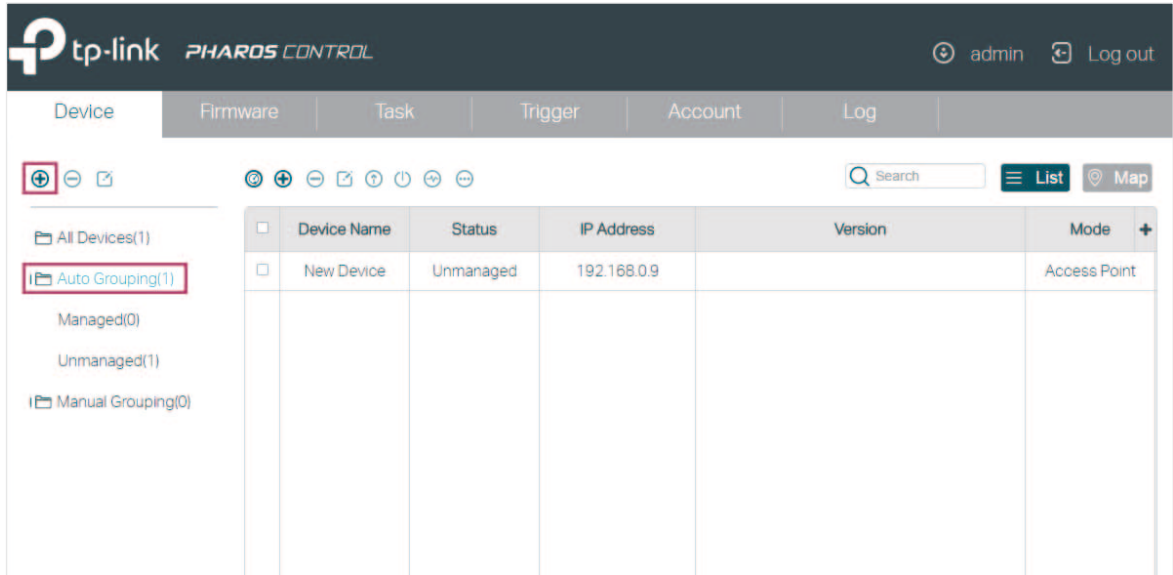 tp-link PHAROS CONTROL admin Log out
Device Firmware Task Trigger Account Log
Search List Map
All Devices(1)
Auto Grouping(1)
Managed(0)
Unmanaged(1)
Manual Grouping(0)
Device Name Status IP Address Version Mode +
New Device Unmanaged 192.168.0.9 Access Point